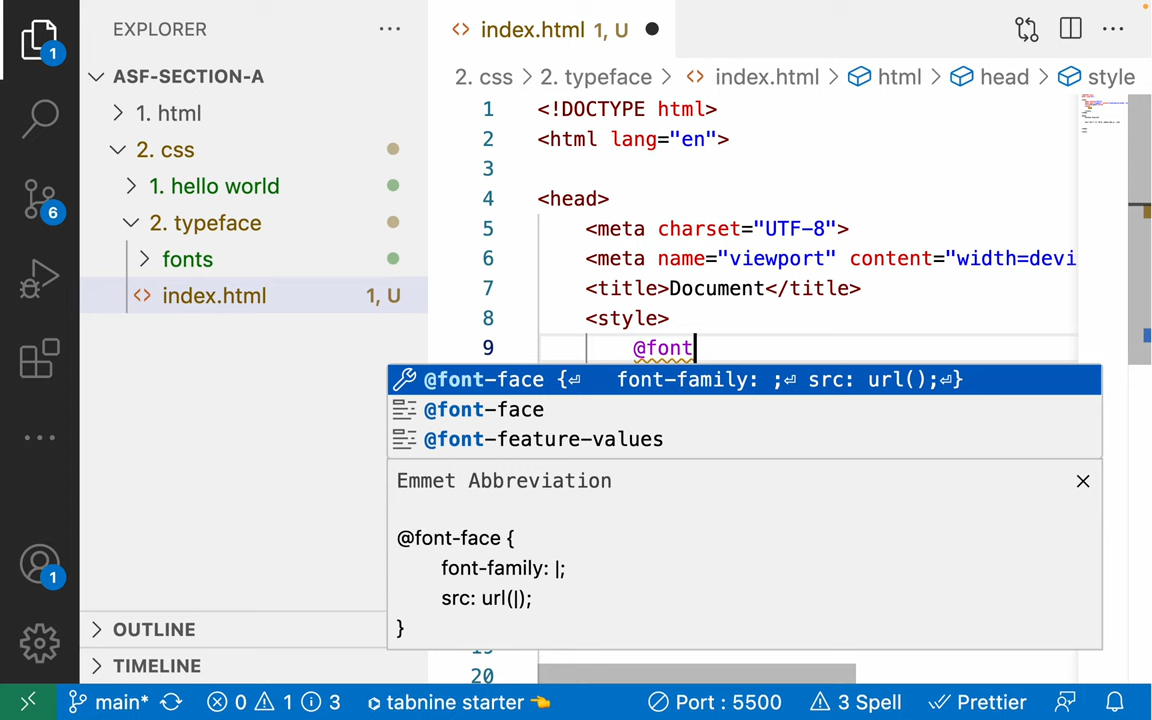 EXPLORER
index.html 1, U
ASF-SECTION-A
2. css 2. typeface index.html html head style
1. html
2. css
1. hello world
2. typeface
fonts
index.html 1, U
1 <!DOCTYPE html>
2 <html lang="en">
3
4 <head>
5 <meta charset="UTF-8">
6 <meta name="viewport" content="width=devi
7 <title>Document</title>
8 <style>
9 @font
@font-face {⏎ font-family: ;⏎ src: url();⏎}
@font-face
@font-feature-values
Emmet Abbreviation
@font-face {
font-family: |;
src: url(|);
}
20
OUTLINE
TIMELINE
1
6
1
main* 0 1 3 tabnine starter Port : 5500 3 Spell Prettier